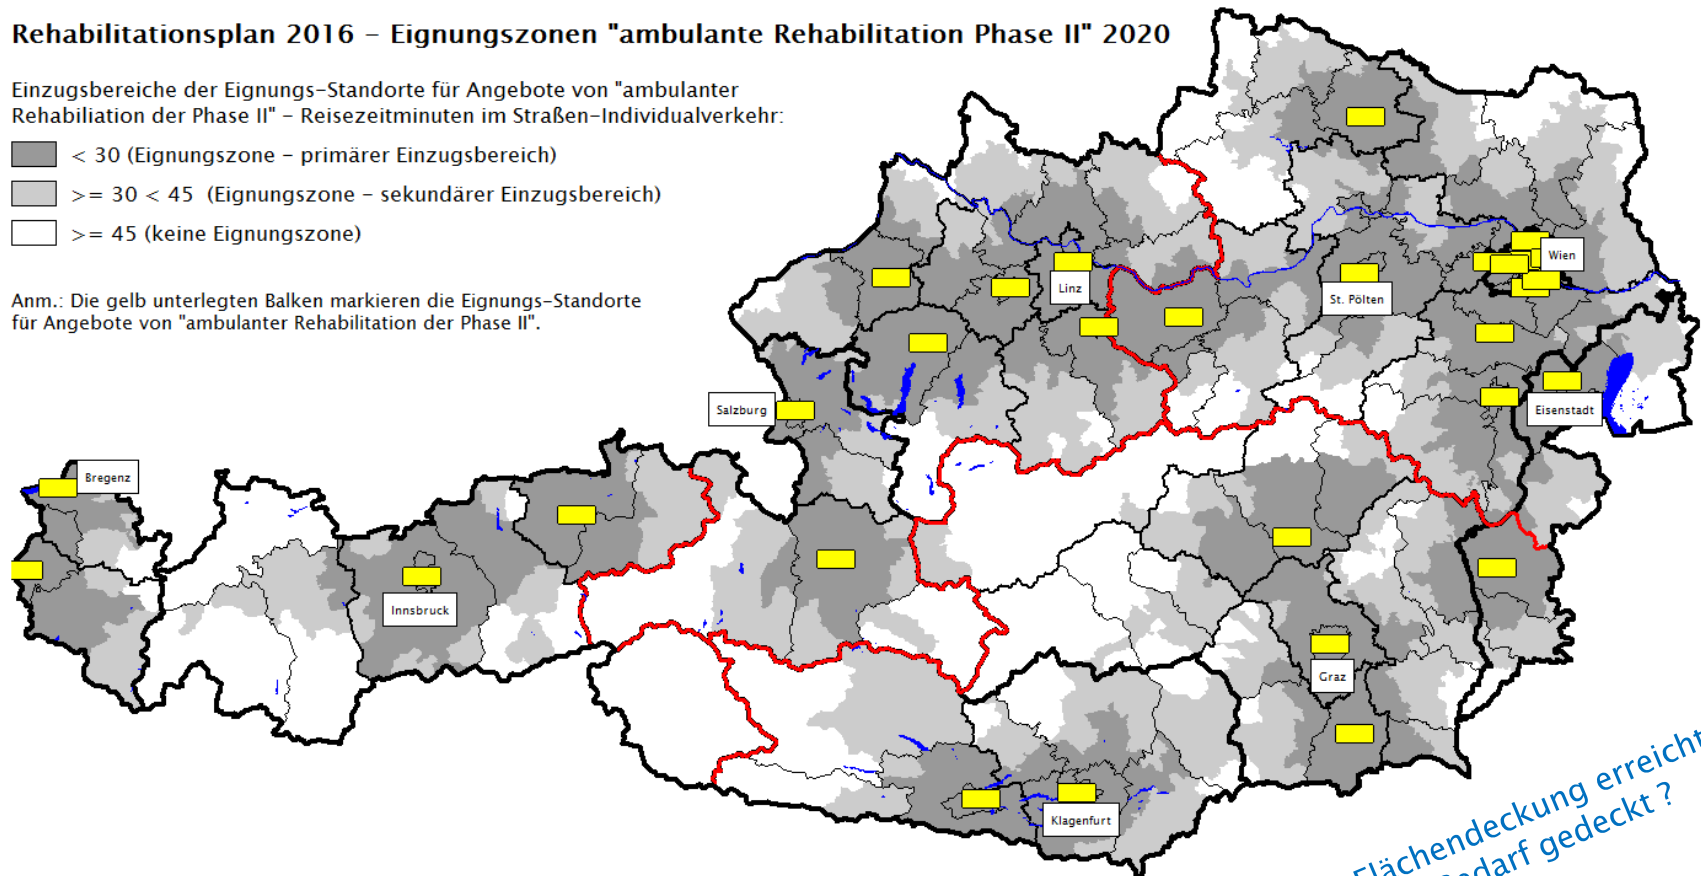 Rehabilitationsplan 2016 – Eignungszonen "ambulante Rehabilitation Phase II" 2020
Einzugsbereiche der Eignungs-Standorte für Angebote von "ambulanter
Rehabiliation der Phase II" – Reisezeitminuten im Straßen-Individualverkehr:
< 30 (Eignungszone – primärer Einzugsbereich)
>= 30 < 45 (Eignungszone – sekundärer Einzugsbereich)
>= 45 (keine Eignungszone)
Anm.: Die gelb unterlegten Balken markieren die Eignungs-Standorte
für Angebote von "ambulanter Rehabilitation der Phase II".
Wien
Linz
St. Pölten
Salzburg
Eisenstadt
Bregenz
Innsbruck
Graz
Klagenfurt
Flächendeckung erreicht
edarf gedeckt ?